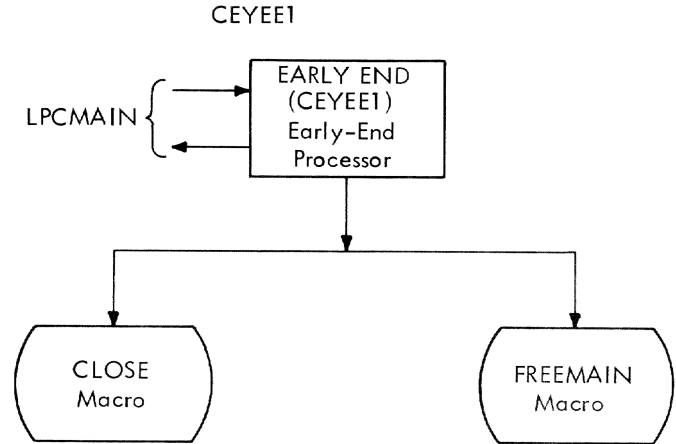 CEYEE1
EARLY END
(CEYEE1)
Early-End
Processor
LPCMAIN
CLOSE
Macro
FREEMAIN
Macro